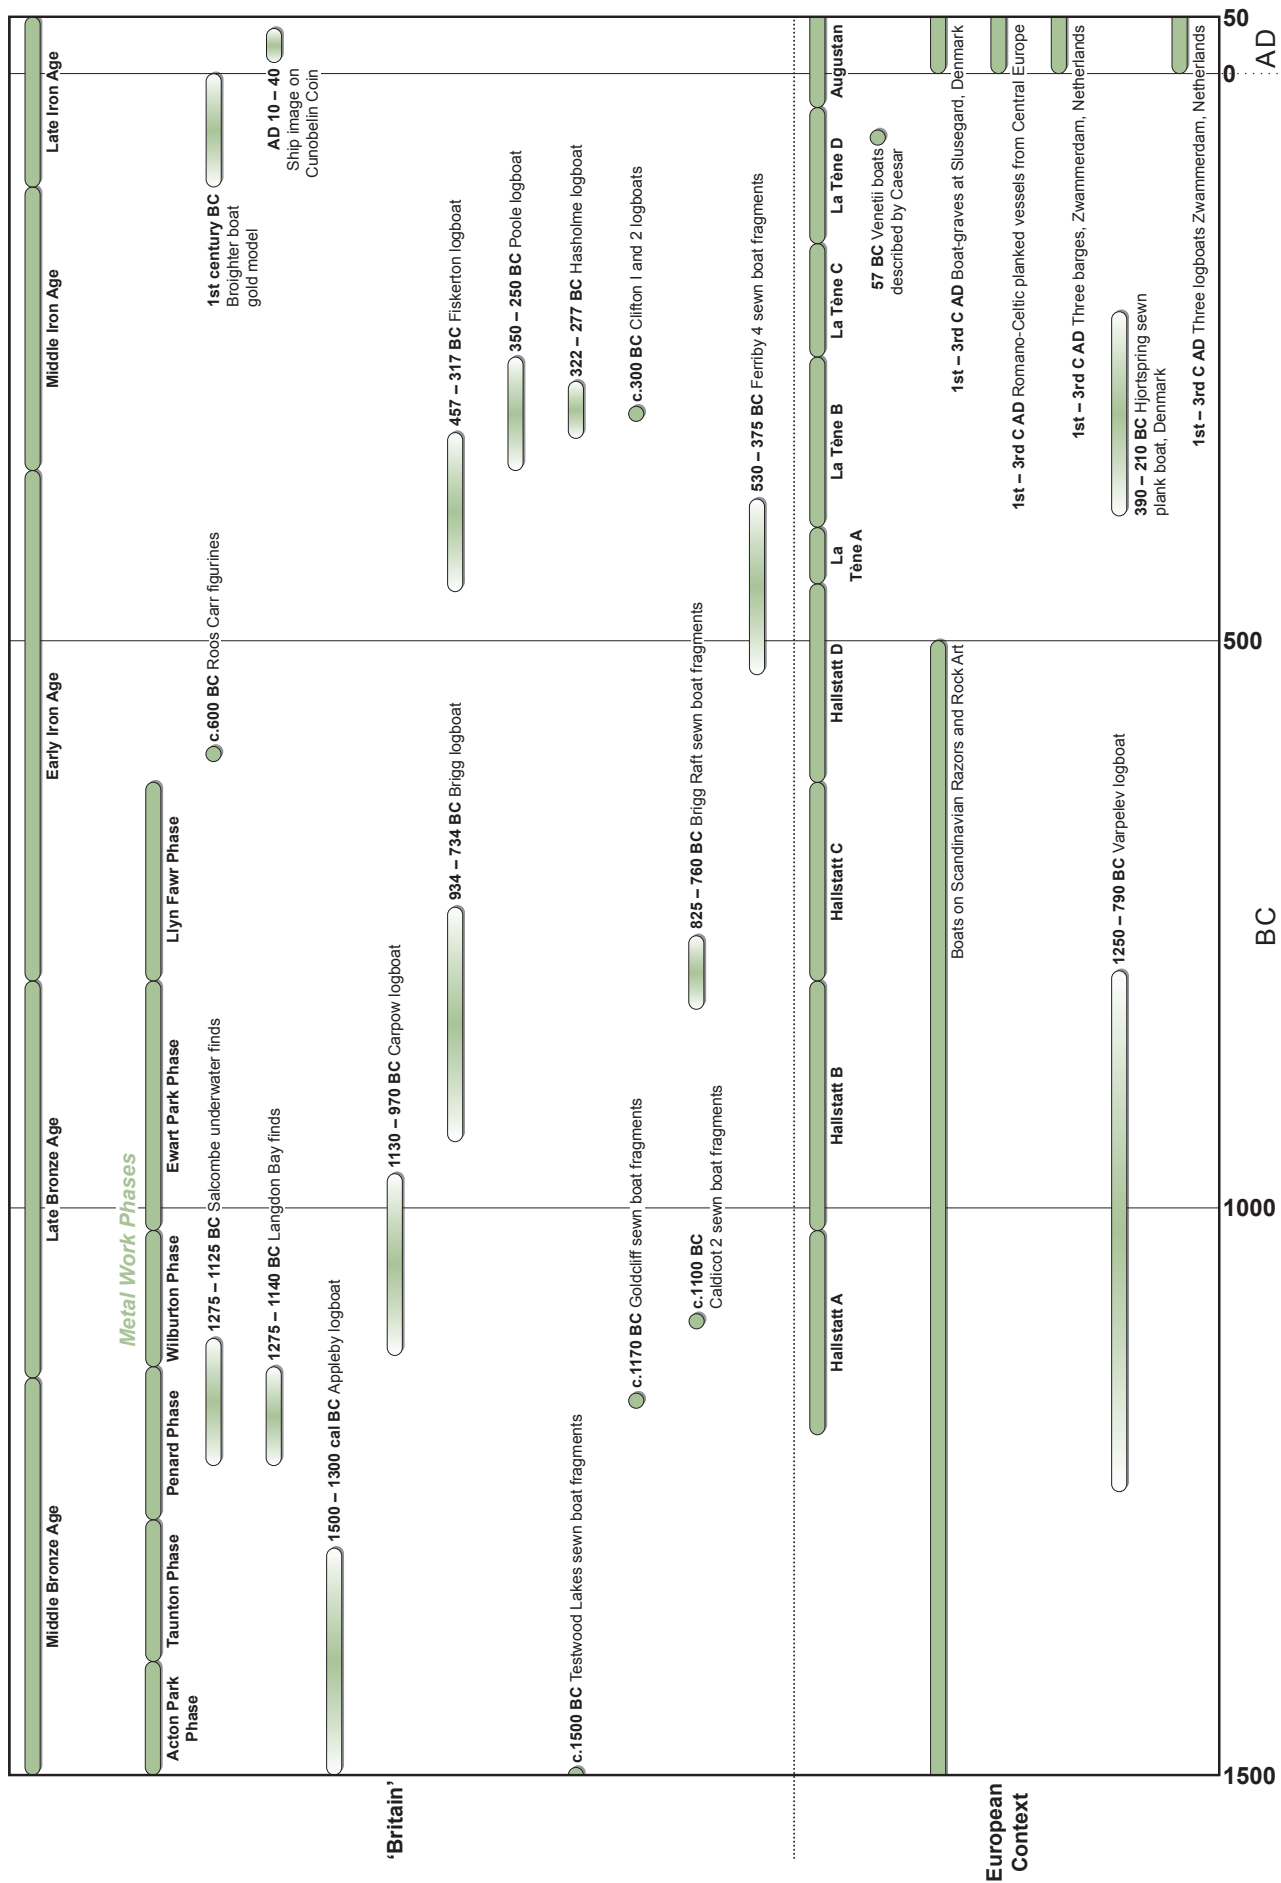 Middle Bronze Age
Late Bronze Age
Early Iron Age
Middle Iron Age
Late Iron Age
Metal Work Phases
Acton Park
Phase
Taunton Phase
Penard Phase
Wilburton Phase
Ewart Park Phase
Llyn Fawr Phase
1275 – 1125 BC Salcombe underwater finds
c.600 BC Roos Carr figurines
1st century BC
Broighter boat
gold model
1275 – 1140 BC Langdon Bay finds
AD 10 – 40
Ship image on
Cunobelin Coin
1500 – 1300 cal BC Appleby logboat
‘Britain’
1130 – 970 BC Carpow logboat
934 – 734 BC Brigg logboat
457 – 317 BC Fiskerton logboat
350 – 250 BC Poole logboat
c.1500 BC Testwood Lakes sewn boat fragments
322 – 277 BC Hasholme logboat
c.1170 BC Goldcliff sewn boat fragments
c.300 BC Clifton I and 2 logboats
c.1100 BC
Caldicot 2 sewn boat fragments
825 – 760 BC Brigg Raft sewn boat fragments
530 – 375 BC Ferriby 4 sewn boat fragments
Hallstatt A
Hallstatt B
Hallstatt C
Hallstatt D
La
Tène A
La Tène B
La Tène C
La Tène D
Augustan
57 BC Venetii boats
described by Caesar
European
Context
Boats on Scandinavian Razors and Rock Art
1st – 3rd C AD Boat-graves at Slusegard, Denmark
1st – 3rd C AD Romano-Celtic planked vessels from Central Europe
1st – 3rd C AD Three barges, Zwammerdam, Netherlands
1250 – 790 BC Varpelev logboat
390 – 210 BC Hjortspring sewn
plank boat, Denmark
1st – 3rd C AD Three logboats Zwammerdam, Netherlands
1500
1000
500
0
50
BC
AD